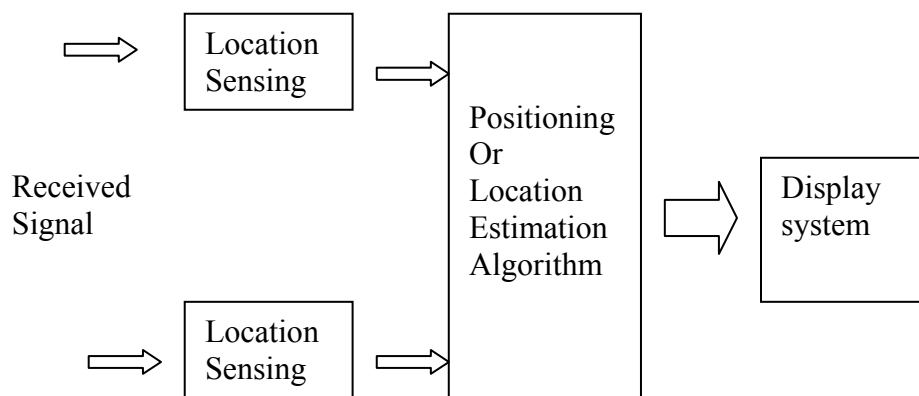 Location
Sensing
Received
Signal
Location
Sensing
Positioning
Or
Location
Estimation
Algorithm
Display
system